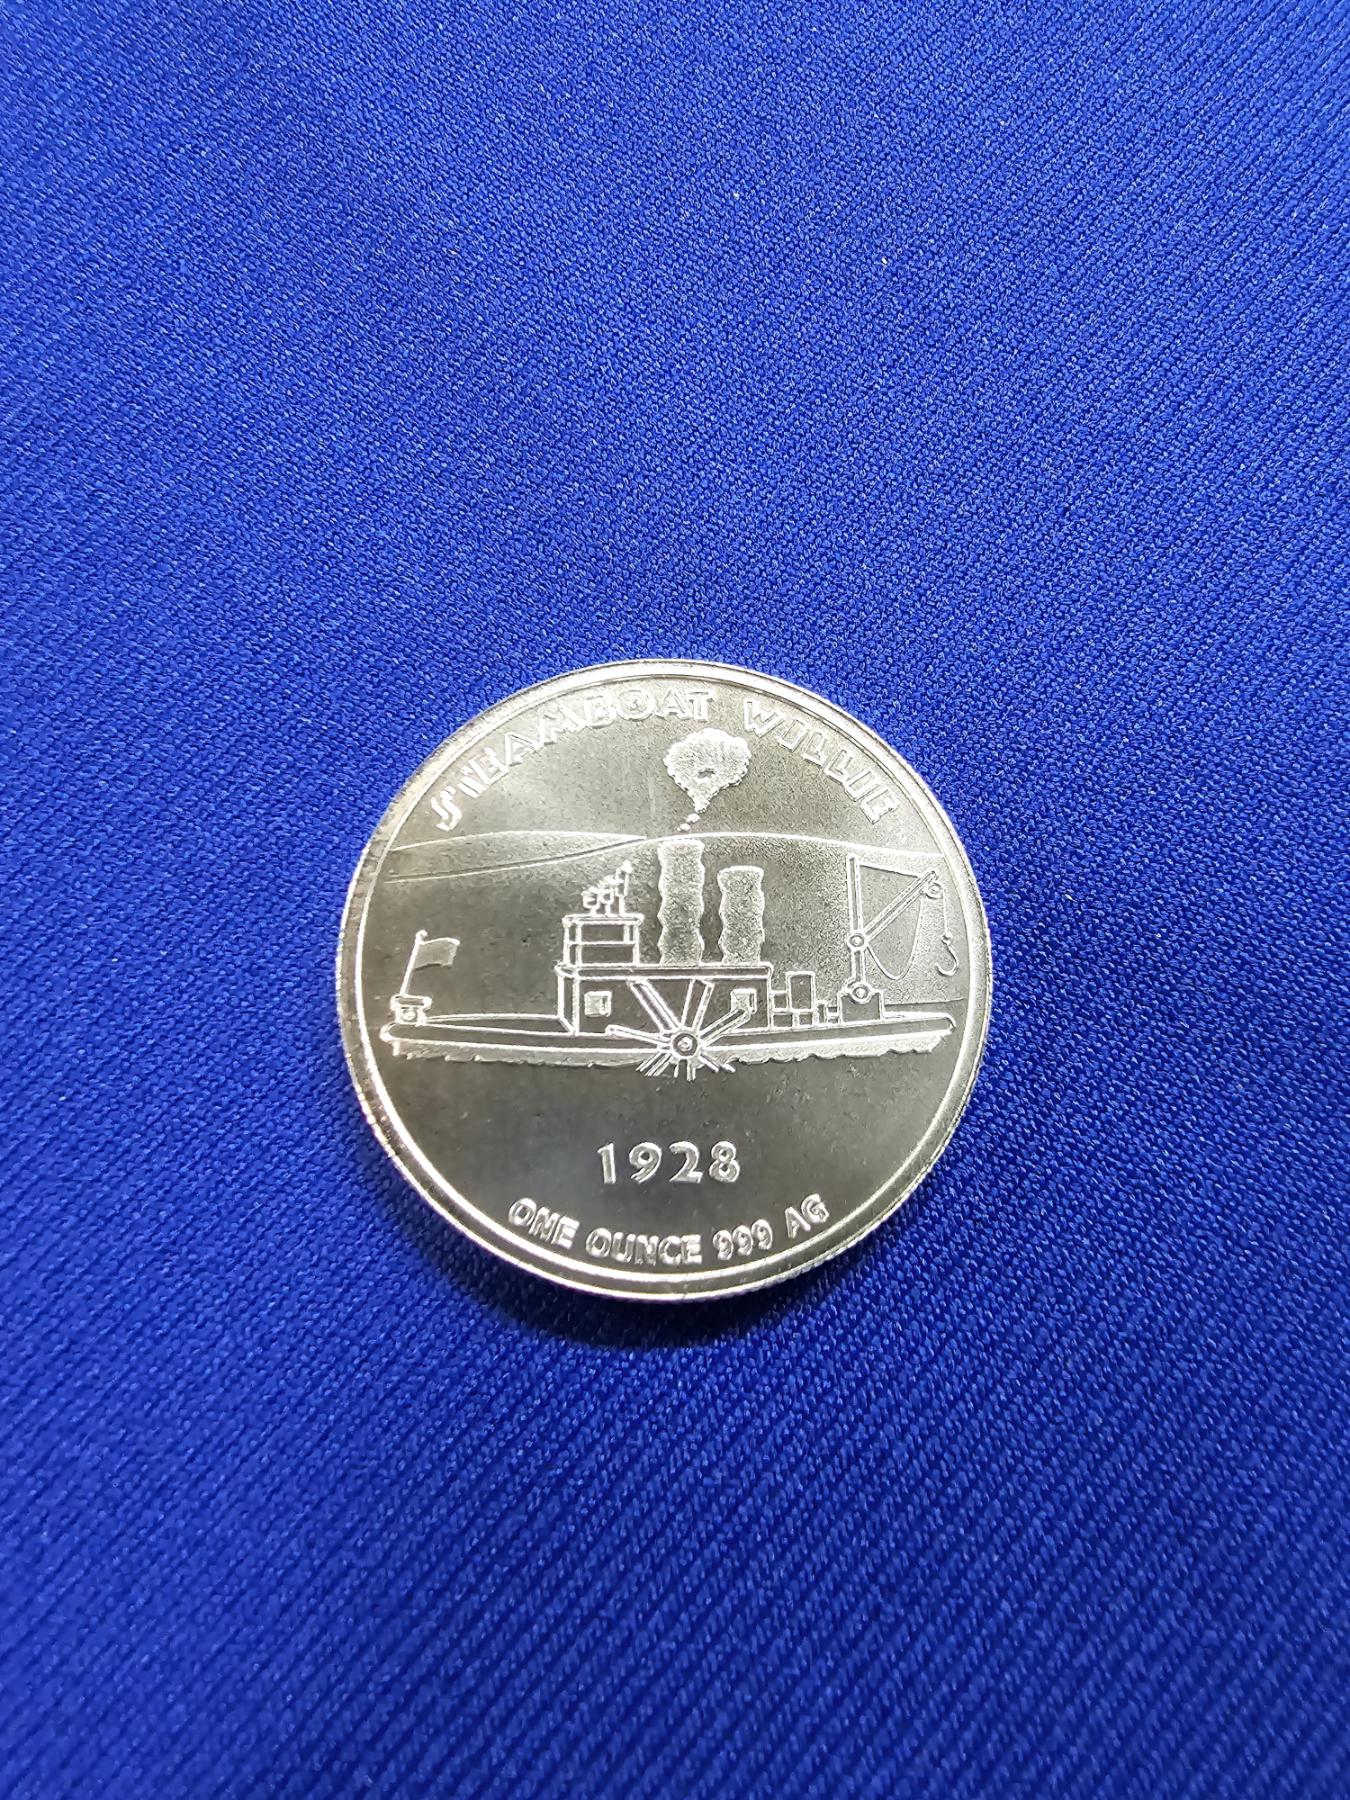 STEAMBOAT WILLIE
1928
ONE OUNCE 999 AG